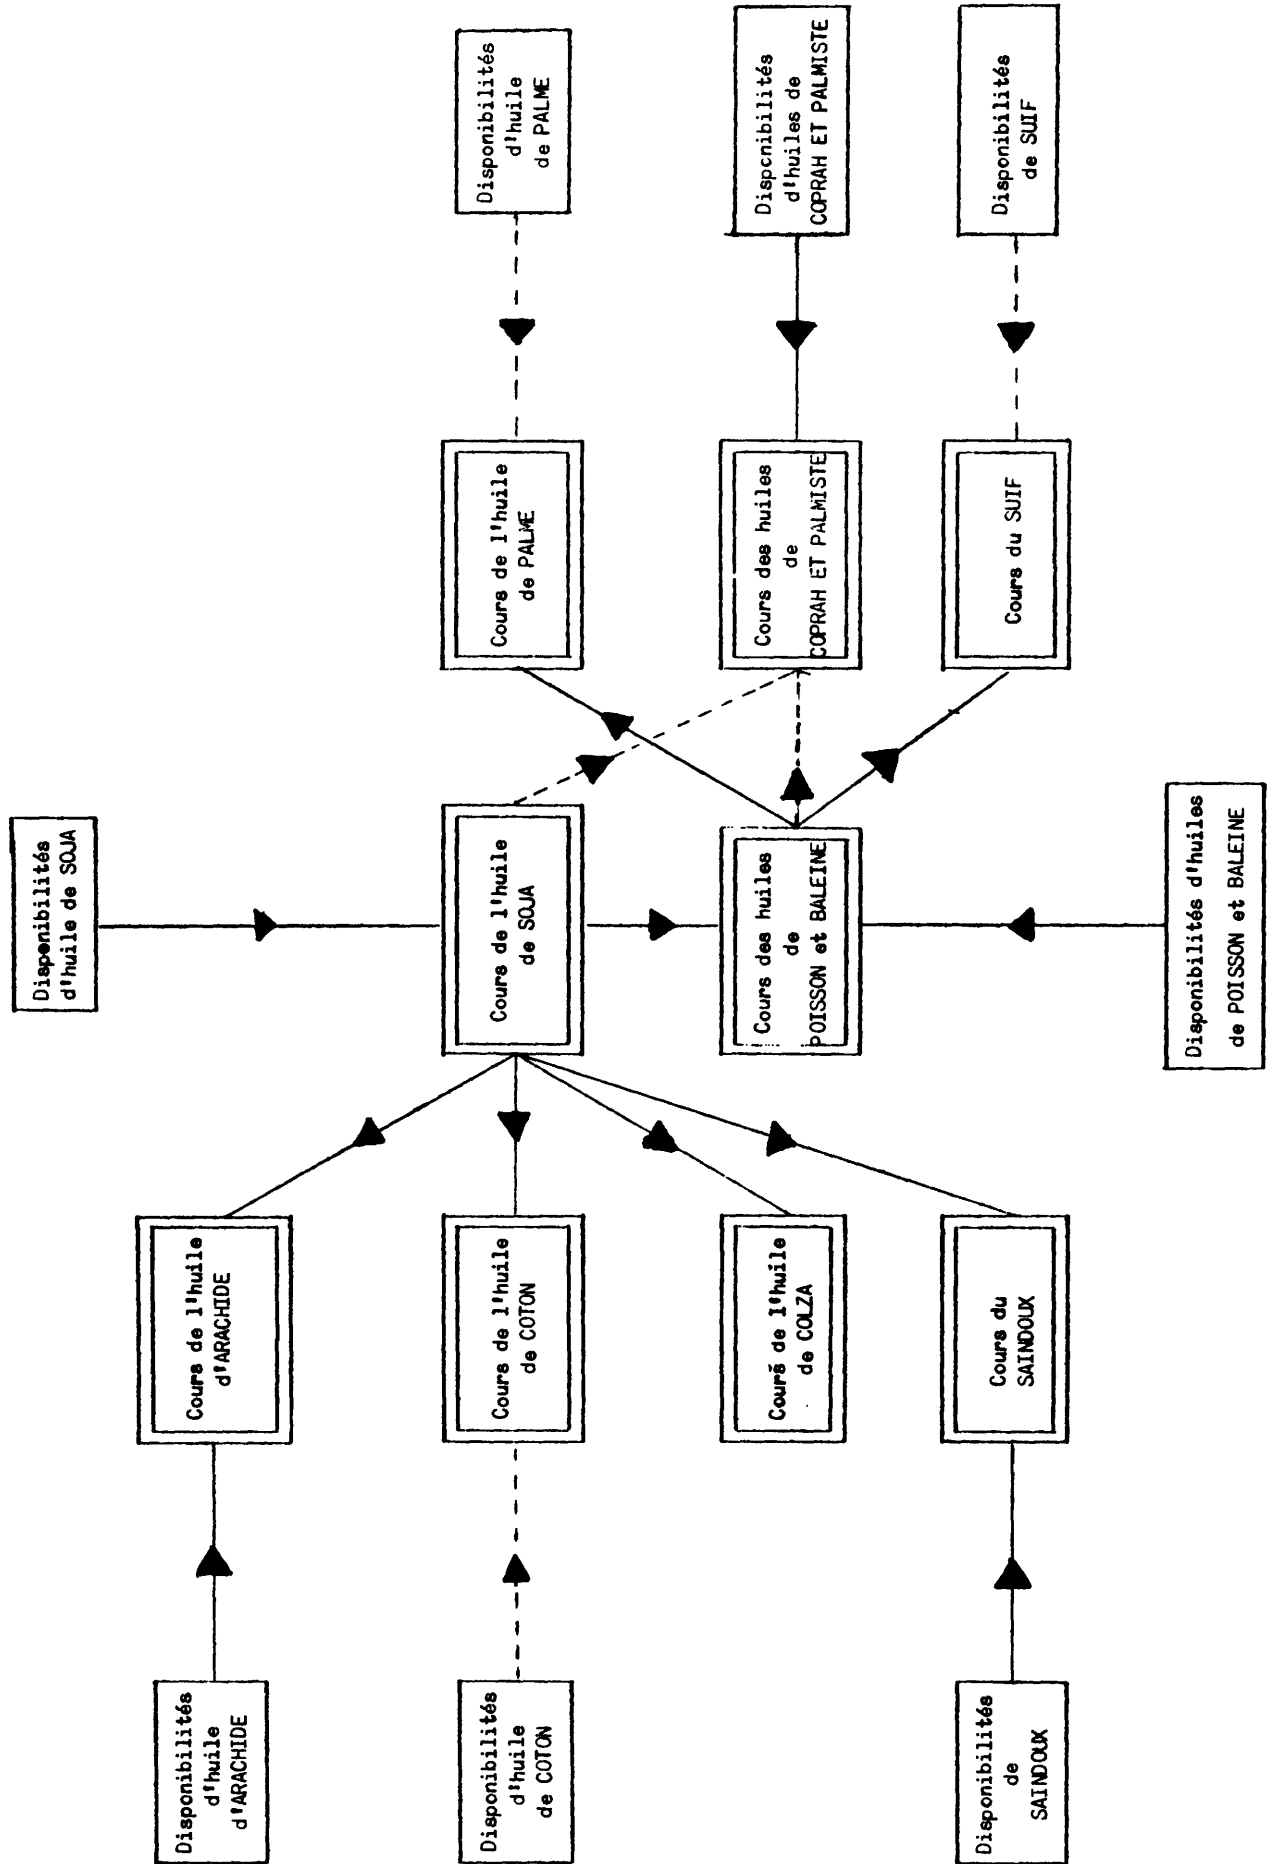 Disponibilités
d'huile de SOJA
Disponibilités
d'huile
d'ARACHIDE
Cours de l'huile
d'ARACHIDE
Disponibilités
d'huile
de COTON
Cours de l'huile
de COTON
Cours de l'huile
de SOJA
Cours de l'huile
de PALME
Disponibilités
d'huile
de PALME
Cours de l'huile
de COLZA
Cours des huiles
de
POISSON et BALEINE
Cours des huiles
de
COPRAH ET PALMISTE
Disponibilités
d'huiles de
COPRAH ET PALMISTE
Disponibilités
de
SAINDOUX
Cours du
SAINDOUX
Cours du SUIF
Disponibilités
de SUIF
Disponibilités d'huiles
de POISSON et BALEINE